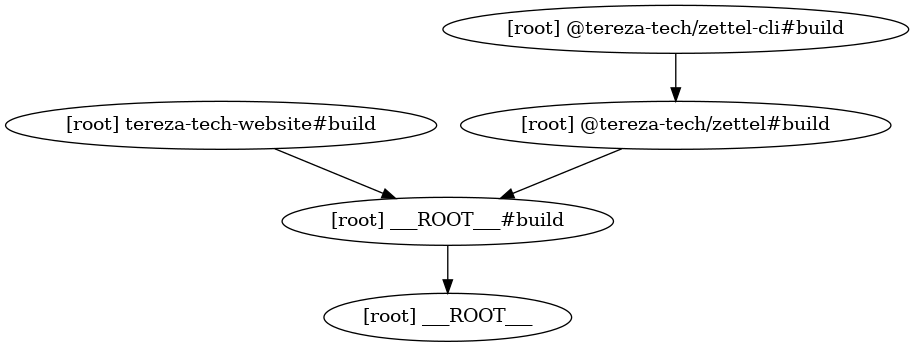 [root] @tereza-tech/zettel-cli#build
[root] tereza-tech-website#build
[root] @tereza-tech/zettel#build
[root] ___ROOT___#build
[root] ___ROOT___